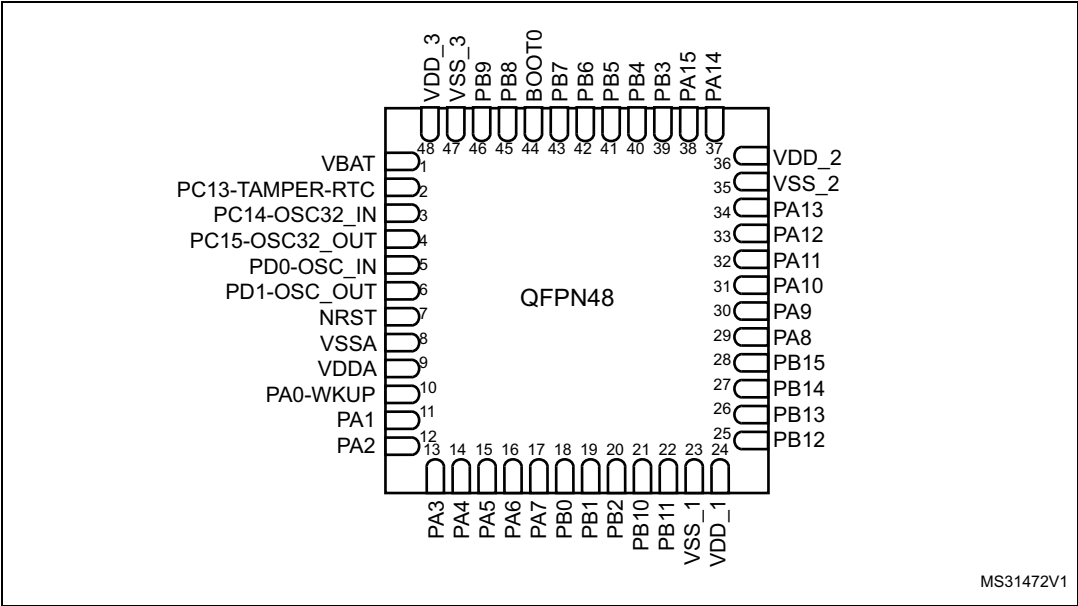 VDD_3
VSS_3
PB9
PB8
BOOT0
PB7
PB6
PB5
PB4
PB3
PA15
PA14
48 47 46 45 44 43 42 41 40 39 38 37
VBAT 1
PC13-TAMPER-RTC 2
PC14-OSC32_IN 3
PC15-OSC32_OUT 4
PD0-OSC_IN 5
PD1-OSC_OUT 6
NRST 7
VSSA 8
VDDA 9
PA0-WKUP 10
PA1 11
PA2 12
QFPN48
36 VDD_2
35 VSS_2
34 PA13
33 PA12
32 PA11
31 PA10
30 PA9
29 PA8
28 PB15
27 PB14
26 PB13
25 PB12
13 14 15 16 17 18 19 20 21 22 23 24
PA3
PA4
PA5
PA6
PA7
PB0
PB1
PB2
PB10
PB11
VSS_1
VDD_1
MS31472V1